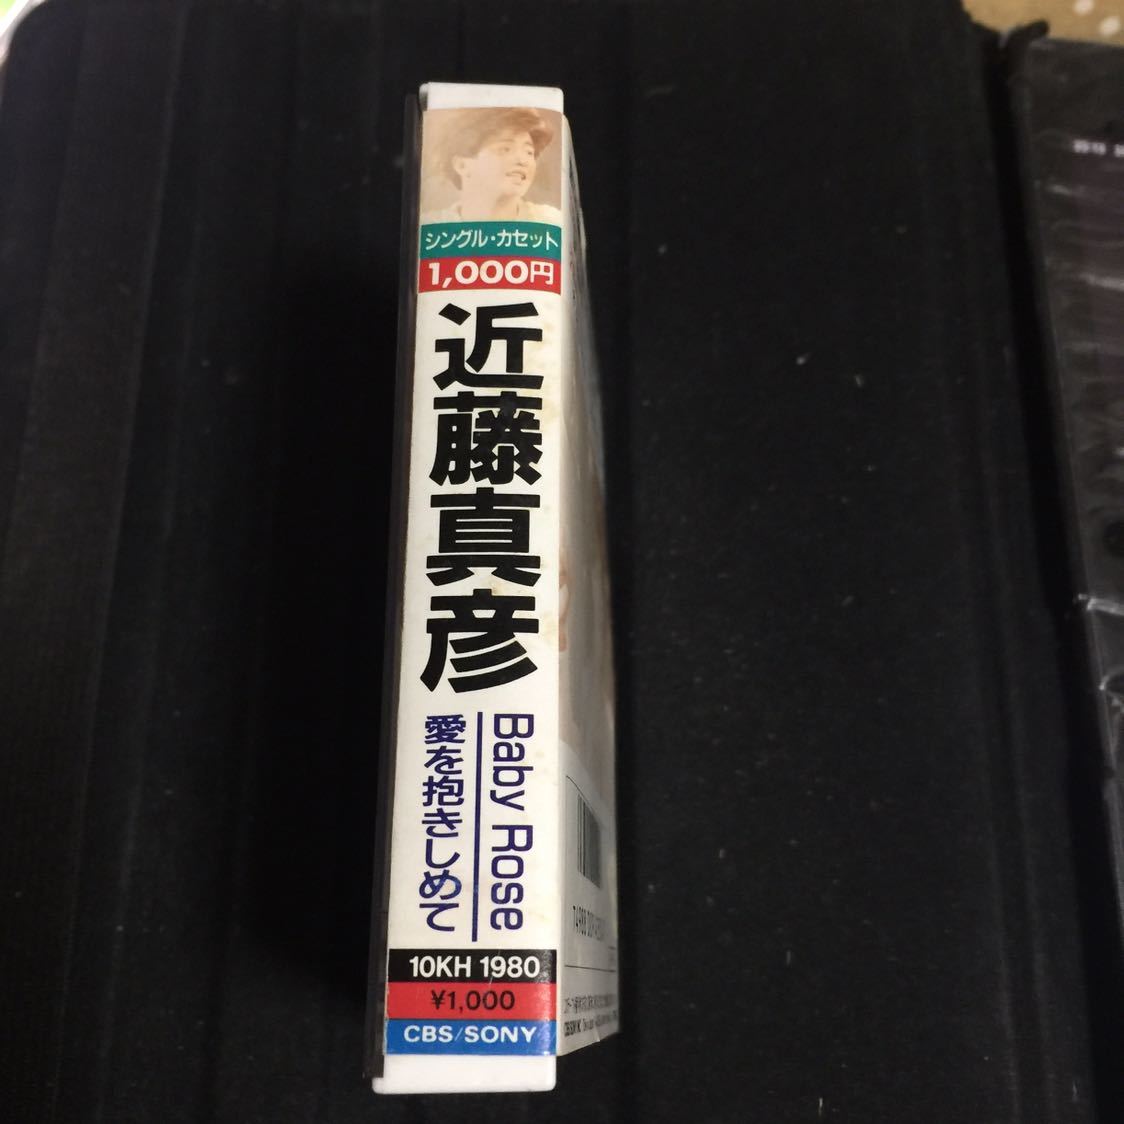 シングル・カセット
1,000円
近藤真彦
Baby Rose
愛を抱きしめて
10KH 1980
¥1,000
CBS/SONY